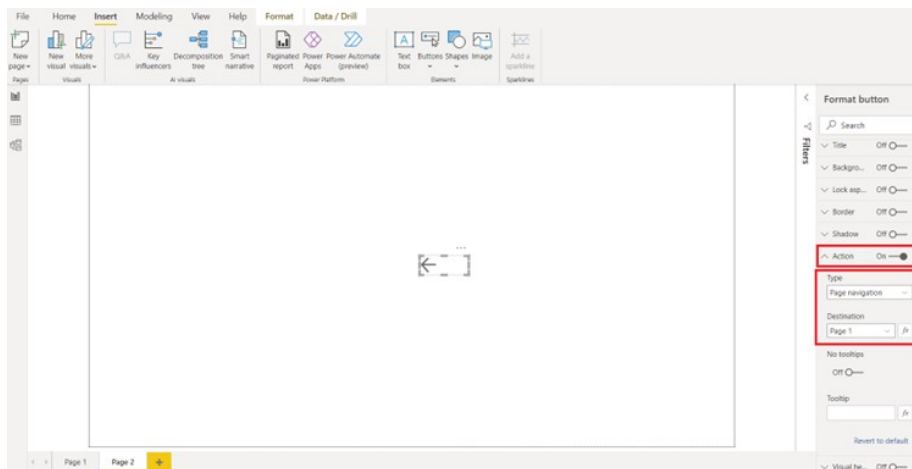 File Home Insert Modeling View Help Format Data / Drill
New page
New visual
More visuals
Q&A
Key influencers
Decomposition tree
Smart narrative
Paginated report
Power Apps
Power Automate (preview)
Text box
Buttons
Shapes
Image
Add a sparkline
Pages
Visuals
AI visuals
Power Platform
Elements
Sparklines
Filters
Format button
Search
Title Off
Backgro... Off
Lock asp... Off
Border Off
Shadow Off
Action On
Type
Page navigation
Destination
Page 1 fx
No tooltips
Off
Tooltip
fx
Revert to default
Visual he... Off
Page 1 Page 2 +